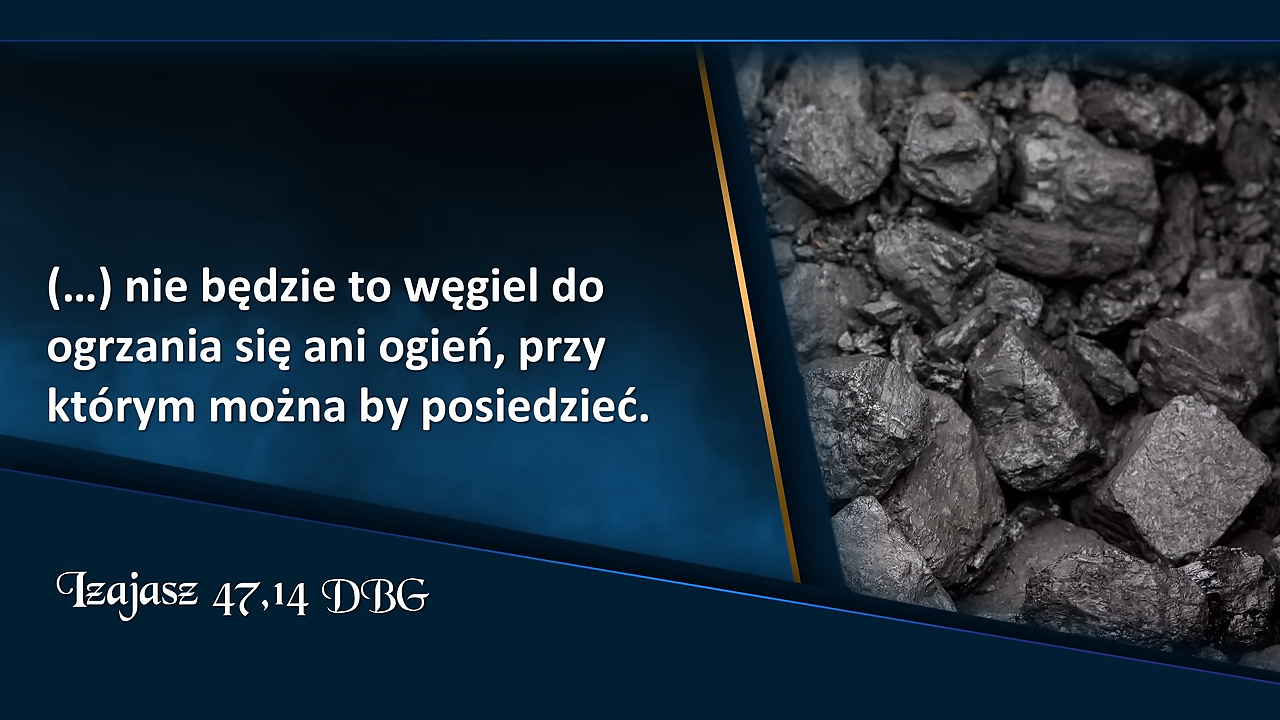 (...) nie będzie to węgiel do
ogrzania się ani ogień, przy
którym można by posiedzieć.
Izajasz 47,14 DBG